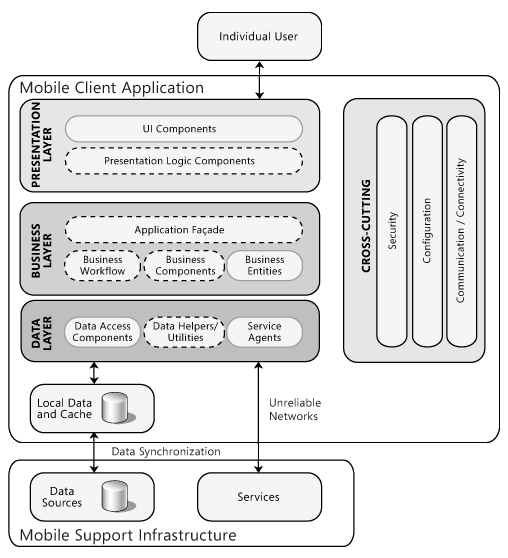 Individual User
Mobile Client Application
PRESENTATION
LAYER
UI Components
Presentation Logic Components
BUSINESS
LAYER
Application Façade
Business
Workflow
Business
Components
Business
Entities
DATA
LAYER
Data Access
Components
Data Helpers/
Utilities
Service
Agents
CROSS-CUTTING
Security
Configuration
Communication / Connectivity
Local Data
and Cache
Unreliable
Networks
Data Synchronization
Data
Sources
Services
Mobile Support Infrastructure